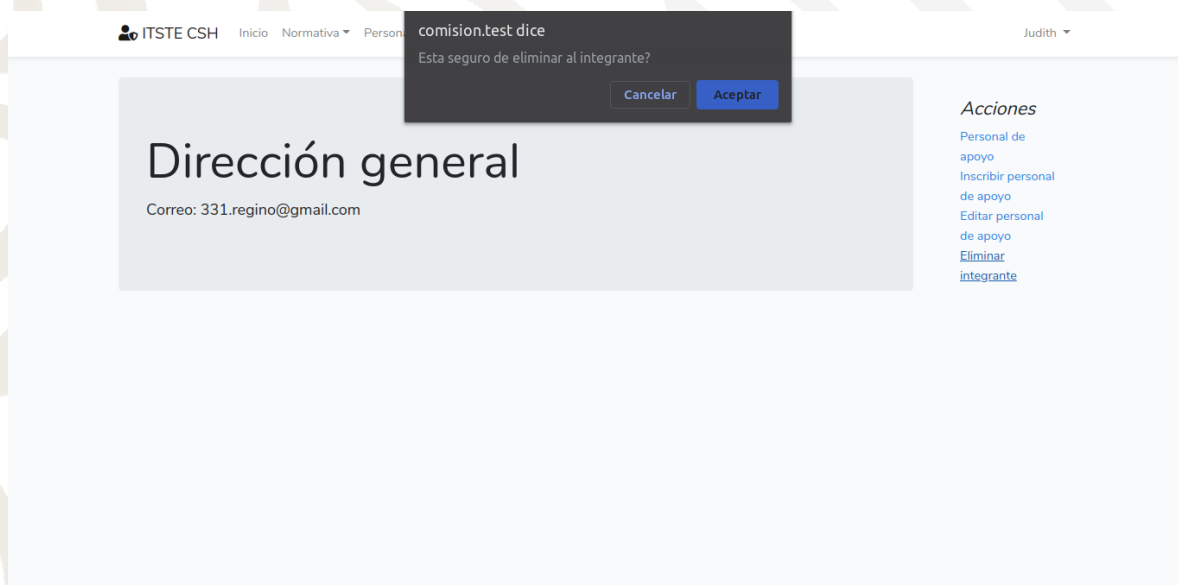 ITSTE CSH Inicio Normativa Persona Judith
comision.test dice
Esta seguro de eliminar al integrante?
Cancelar Aceptar
Dirección general
Correo: 331.regino@gmail.com
Acciones
Personal de
apoyo
Inscribir personal
de apoyo
Editar personal
de apoyo
Eliminar
integrante